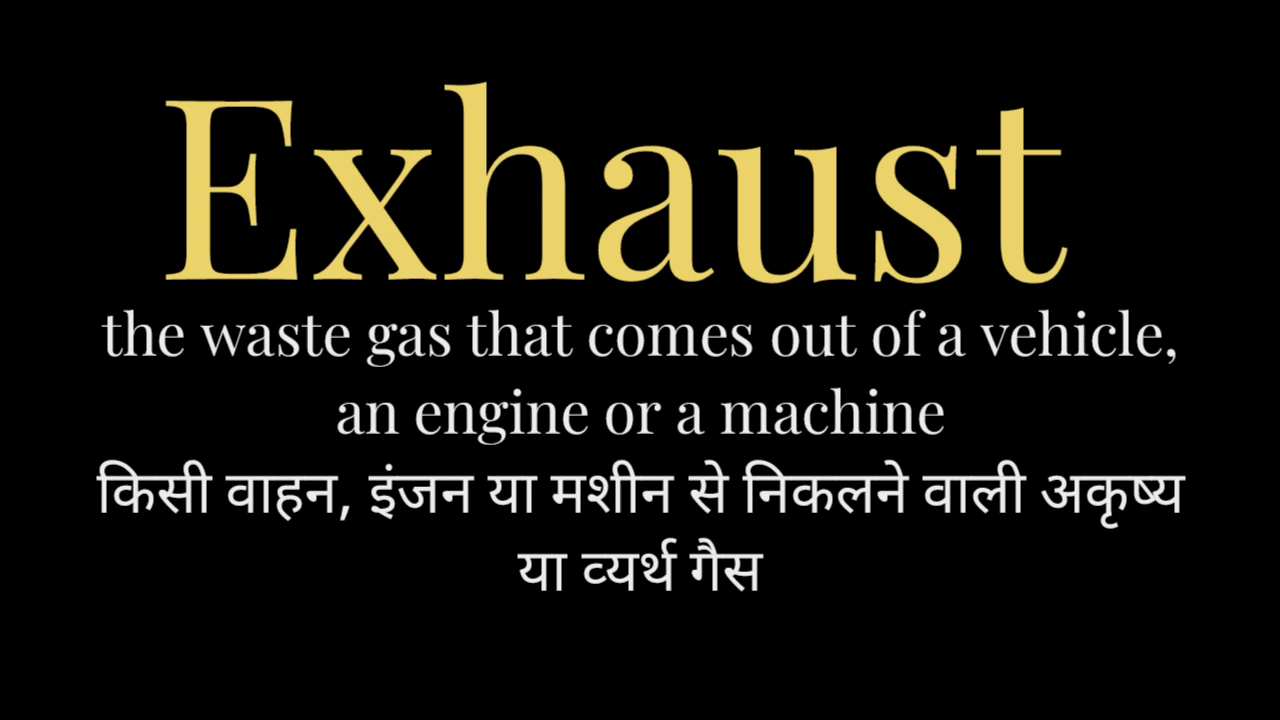 Exhaust
the waste gas that comes out of a vehicle,
an engine or a machine
किसी वाहन, इंजन या मशीन से निकलने वाली अकृष्य
या व्यर्थ गैस